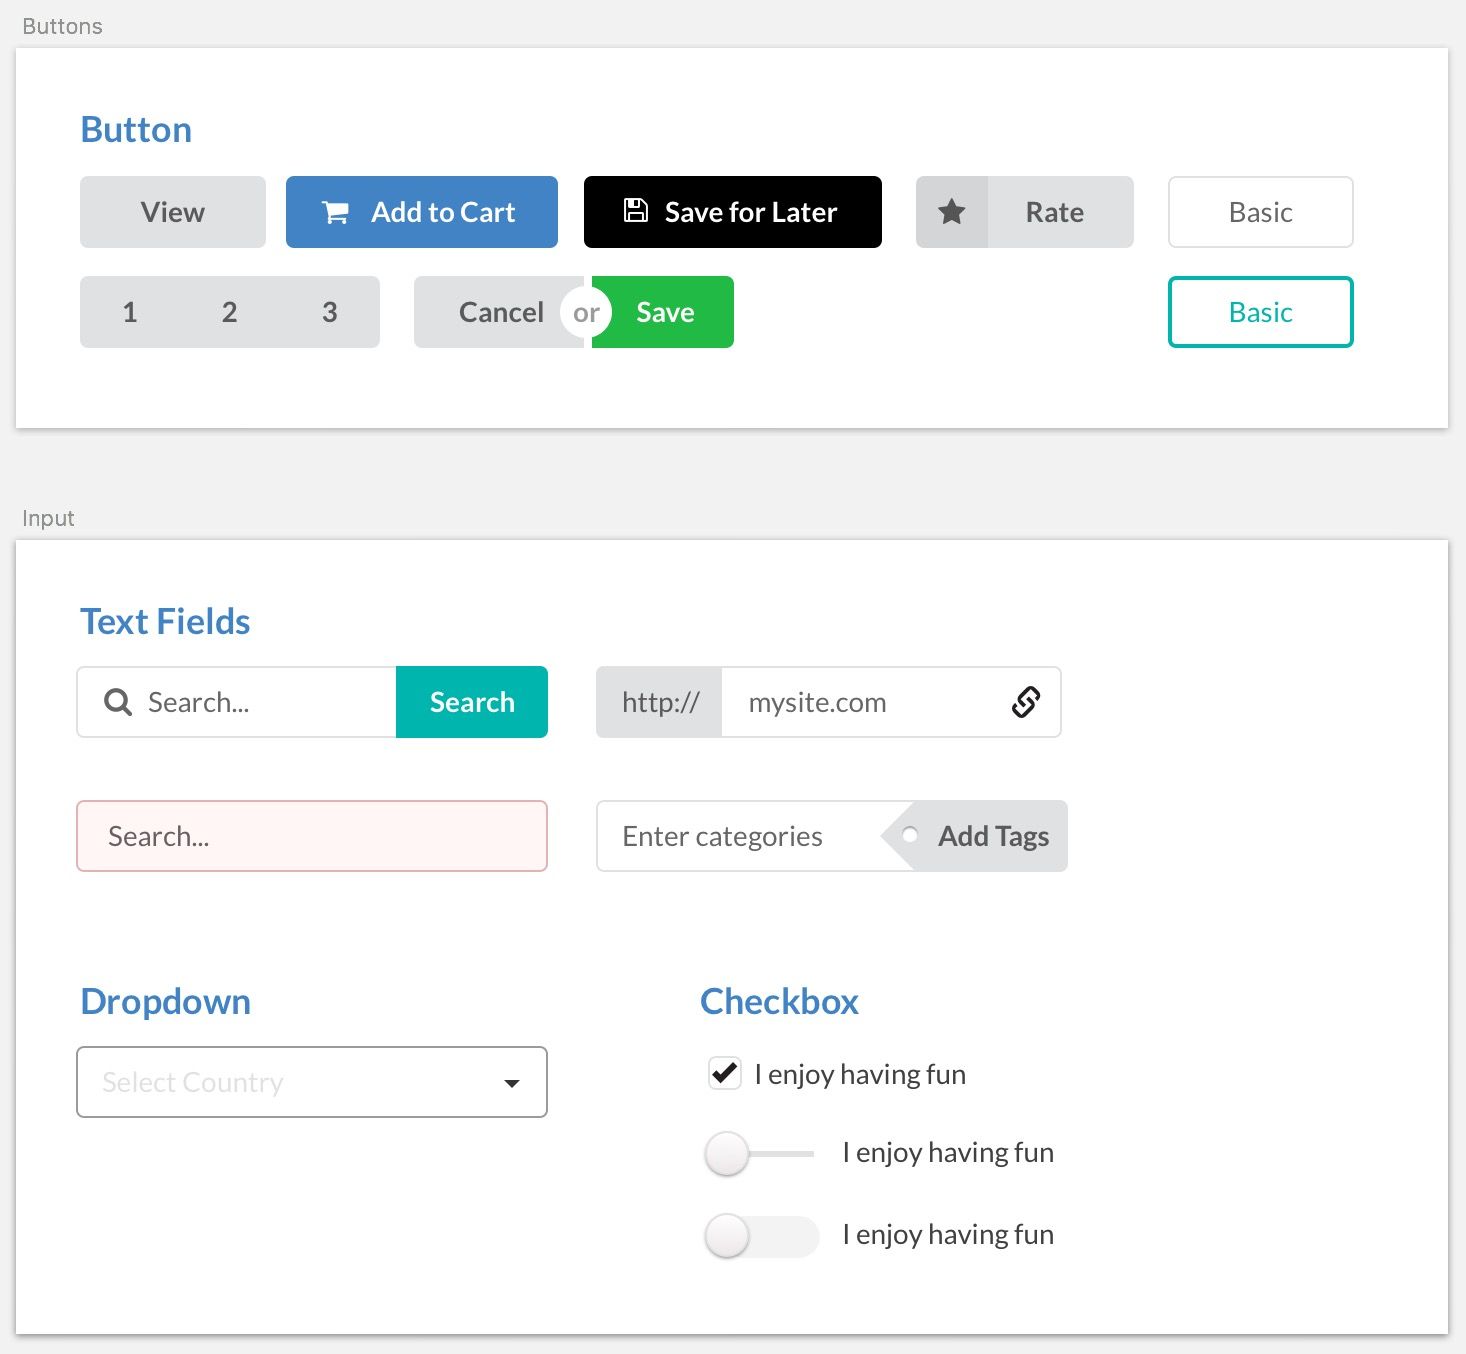 Buttons
Button
View
Add to Cart
Save for Later
Rate
Basic
1 2 3
Cancel or Save
Basic
Input
Text Fields
Search...
Search
http://
mysite.com
Search...
Enter categories
Add Tags
Dropdown
Select Country
Checkbox
I enjoy having fun
I enjoy having fun
I enjoy having fun